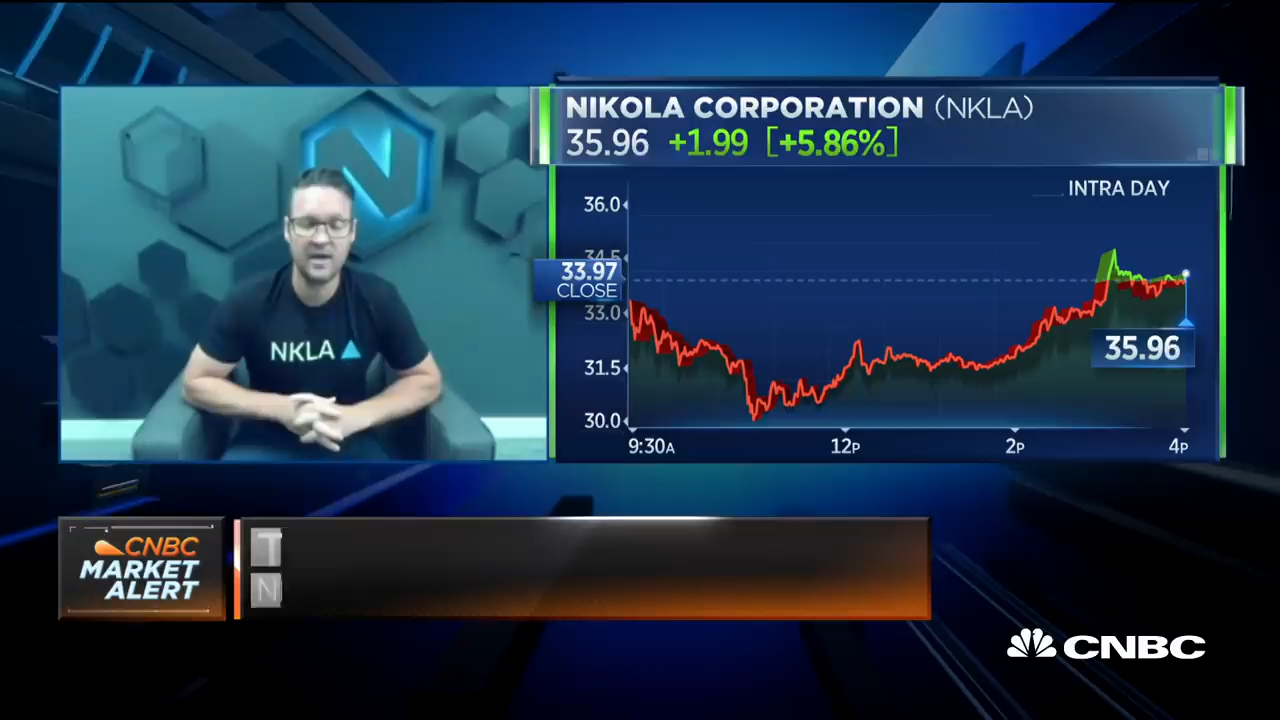 NIKOLA CORPORATION (NKLA)
35.96 +1.99 [+5.86%]
INTRA DAY
36.0
34.5
33.97
CLOSE
33.0
31.5
30.0
35.96
9:30A 12P 2P 4P
N
NKLA
CNBC
MARKET
ALERT
T
N
CNBC